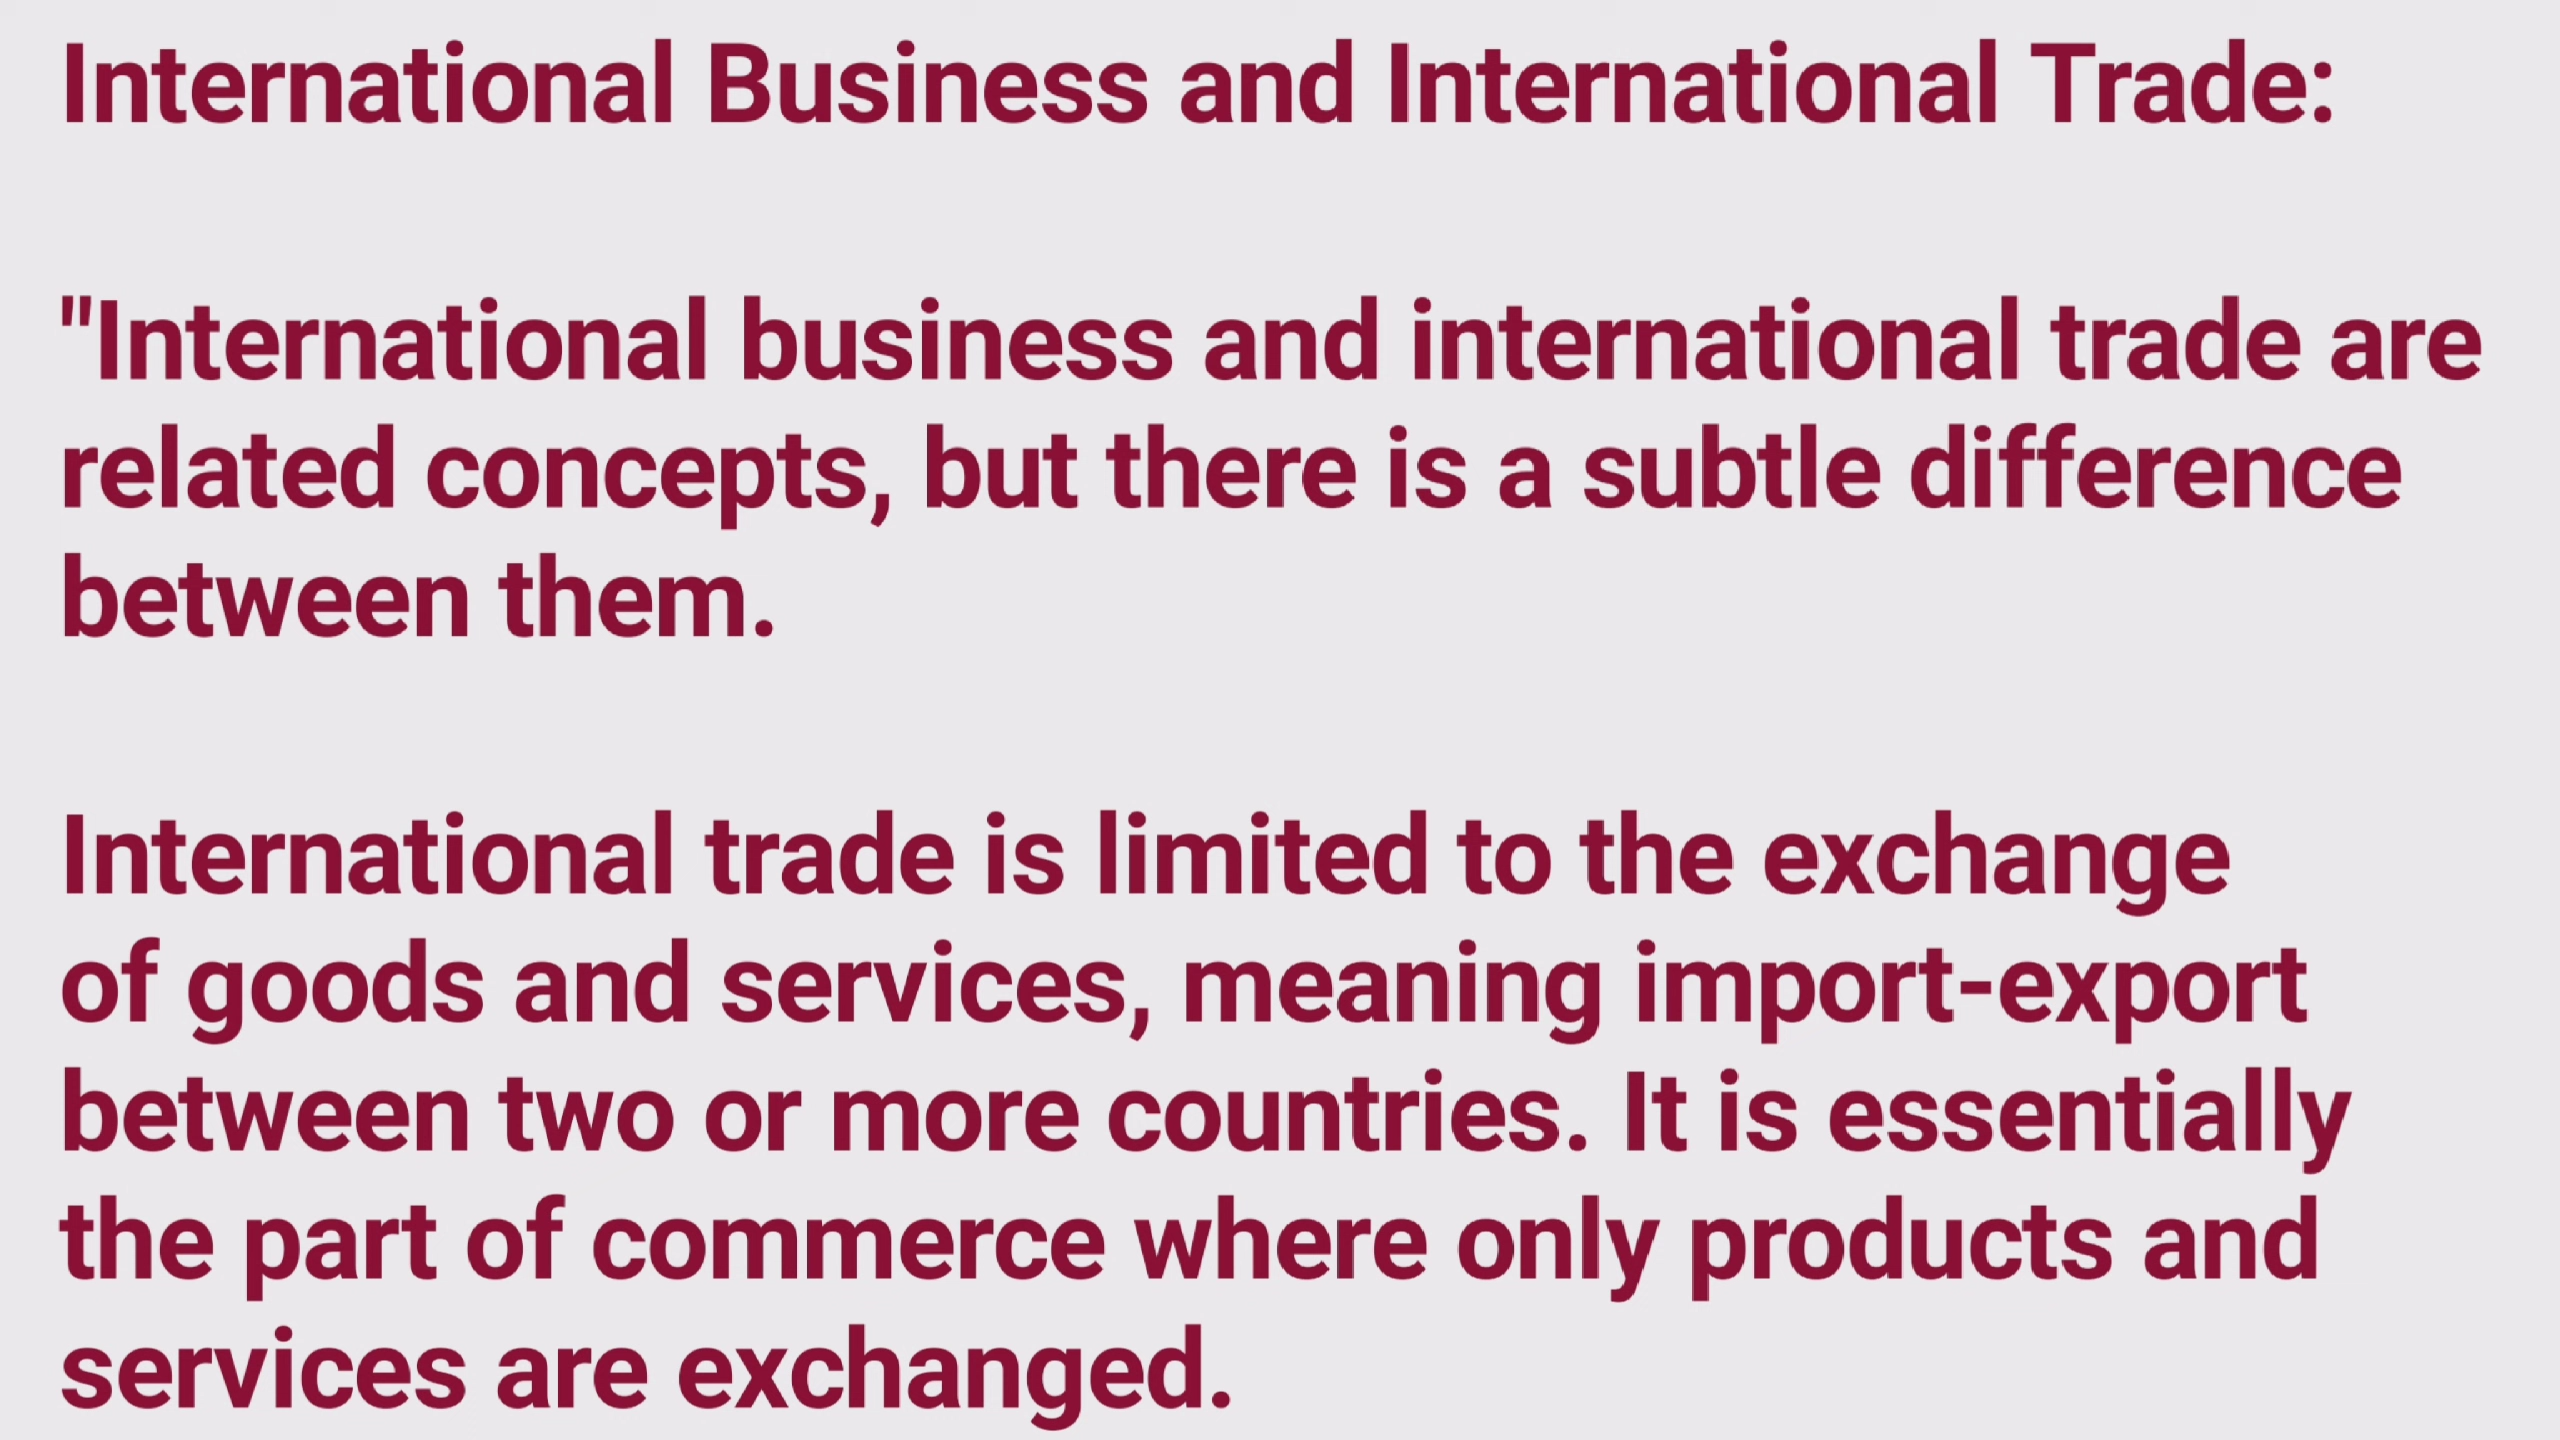 International Business and International Trade:
"International business and international trade are
related concepts, but there is a subtle difference
between them.
International trade is limited to the exchange
of goods and services, meaning import-export
between two or more countries. It is essentially
the part of commerce where only products and
services are exchanged.